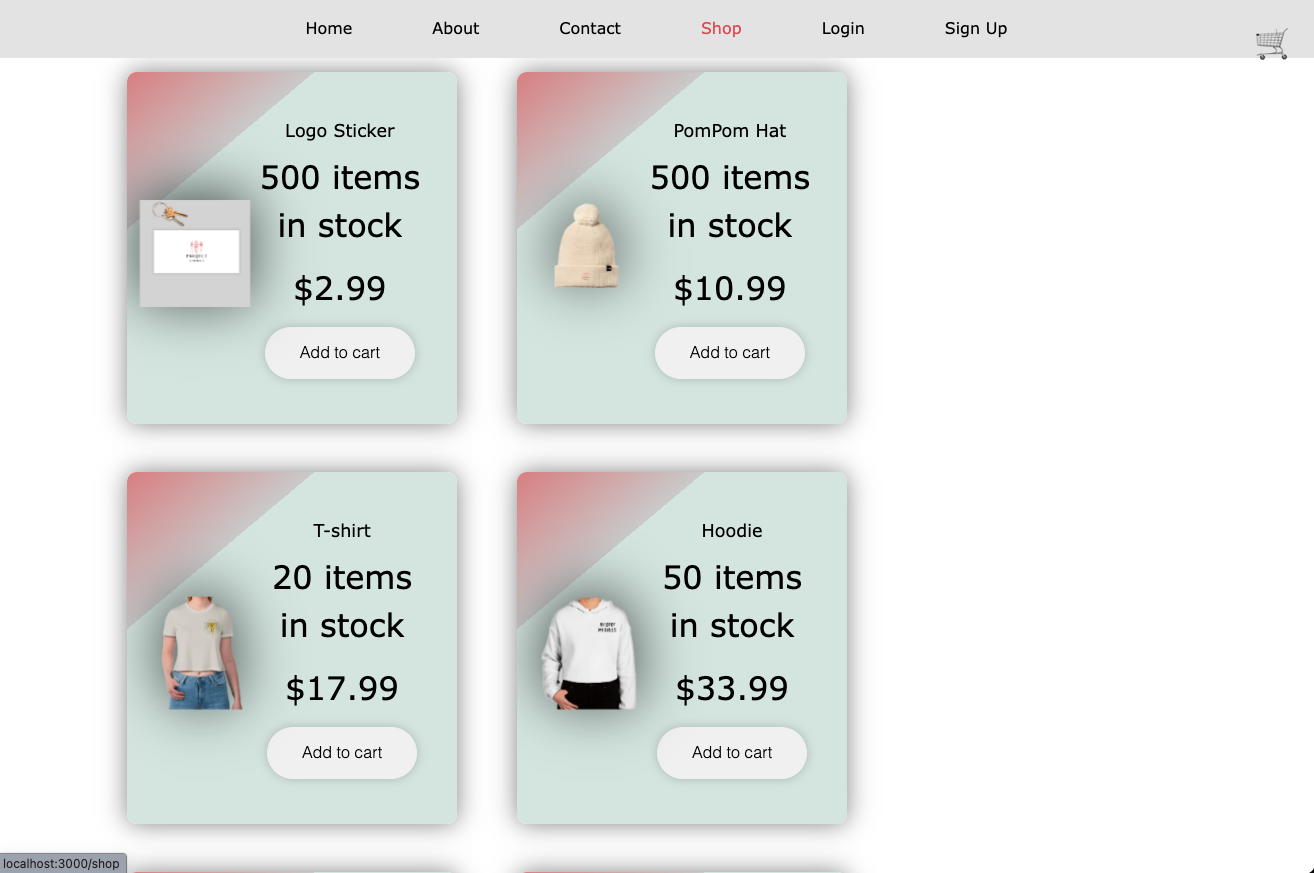 Home About Contact Shop Login Sign Up
Logo Sticker
500 items
in stock
$2.99
Add to cart
PomPom Hat
500 items
in stock
$10.99
Add to cart
T-shirt
20 items
in stock
$17.99
Add to cart
Hoodie
50 items
in stock
$33.99
Add to cart
localhost:3000/shop